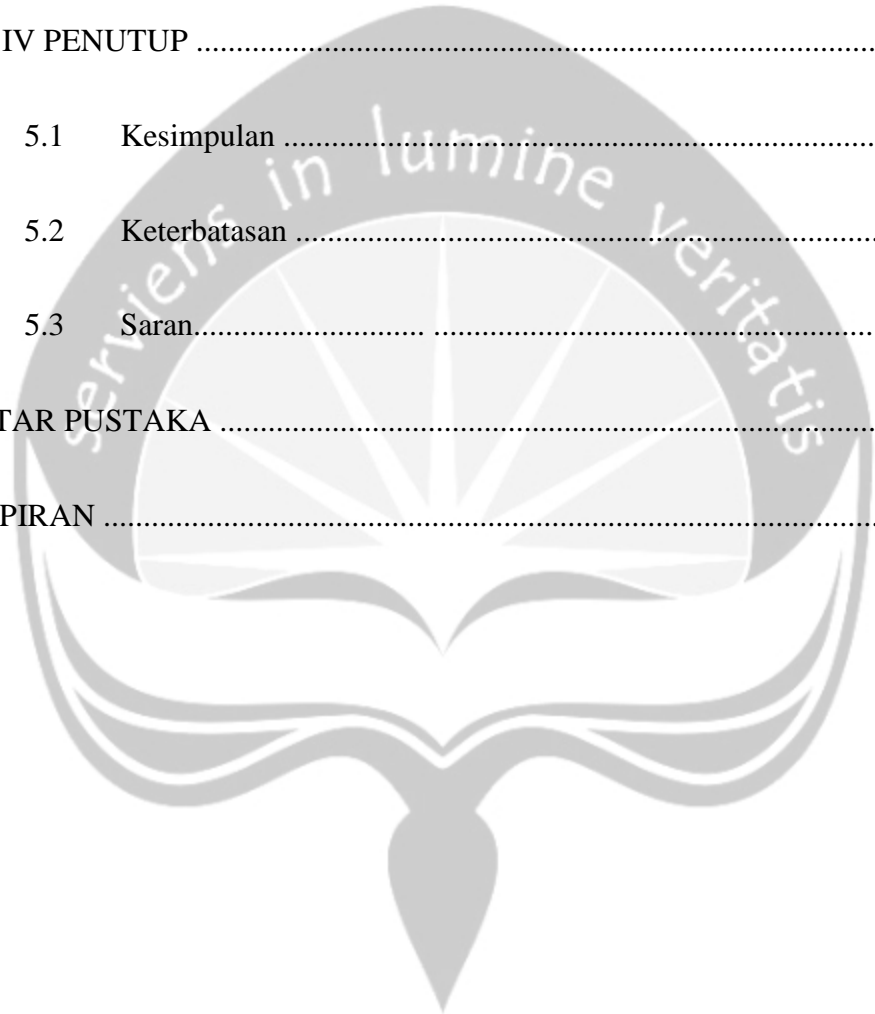 IV PENUTUP ........................................................................................
5.1 Kesimpulan ............................................................................
5.2 Keterbatasan ..........................................................................
5.3 Saran............................. .......................................................
TAR PUSTAKA .....................................................................................
PIRAN ..................................................................................................
serviens in lumine veritatis